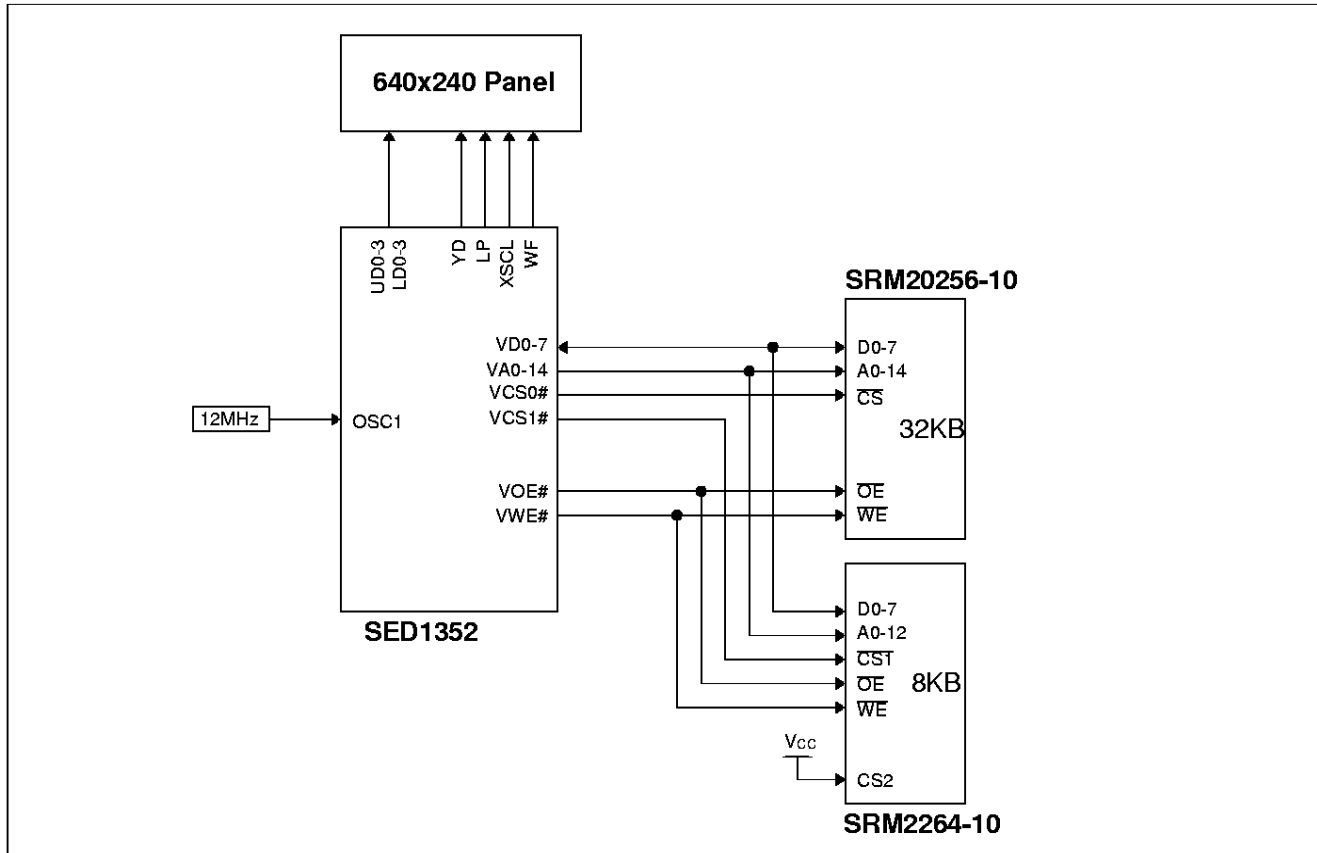 640x240 Panel
UD0-3
LD0-3
YD
LP
XSCL
WF
SRM20256-10
VD0-7
VA0-14
VCS0#
VCS1#
VOE#
VWE#
12MHz
OSC1
D0-7
A0-14
CS
32KB
OE
WE
SED1352
D0-7
A0-12
CS1
OE
8KB
WE
Vcc
CS2
SRM2264-10